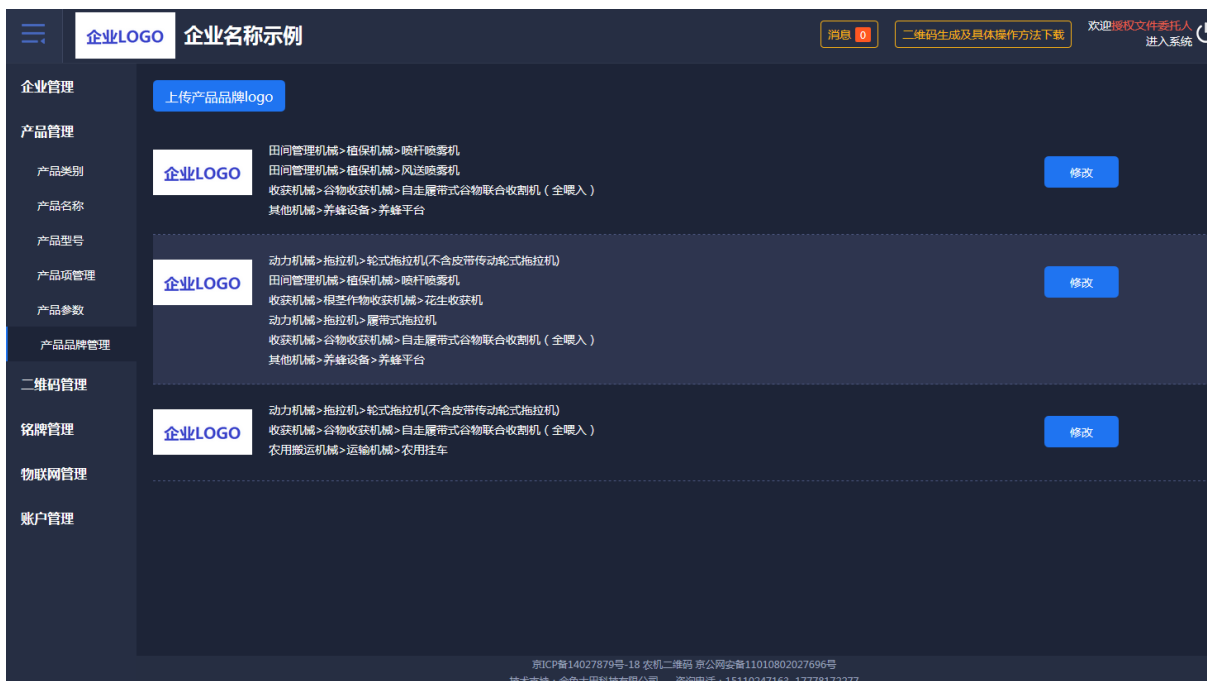 企业LOGO 企业名称示例 消息 0 二维码生成及具体操作方法下载 欢迎授权文件委托人
进入系统
企业管理
上传产品品牌logo
产品管理
产品类别
产品名称
产品型号
产品项管理
产品参数
产品品牌管理
二维码管理
铭牌管理
物联网管理
账户管理
企业LOGO
田间管理机械>植保机械>喷杆喷雾机
田间管理机械>植保机械>风送喷雾机
收获机械>谷物收获机械>自走履带式谷物联合收割机（全喂入）
其他机械>养蜂设备>养蜂平台
修改
企业LOGO
动力机械>拖拉机>轮式拖拉机(不含皮带传动轮式拖拉机)
田间管理机械>植保机械>喷杆喷雾机
收获机械>根茎作物收获机械>花生收获机
动力机械>拖拉机>履带式拖拉机
收获机械>谷物收获机械>自走履带式谷物联合收割机（全喂入）
其他机械>养蜂设备>养蜂平台
修改
企业LOGO
动力机械>拖拉机>轮式拖拉机(不含皮带传动轮式拖拉机)
收获机械>谷物收获机械>自走履带式谷物联合收割机（全喂入）
农用搬运机械>运输机械>农用挂车
修改
京ICP备14027879号-18 农机二维码 京公网安备11010802027696号
技术支持：金色大田科技有限公司 咨询电话：15110247163 17778172277